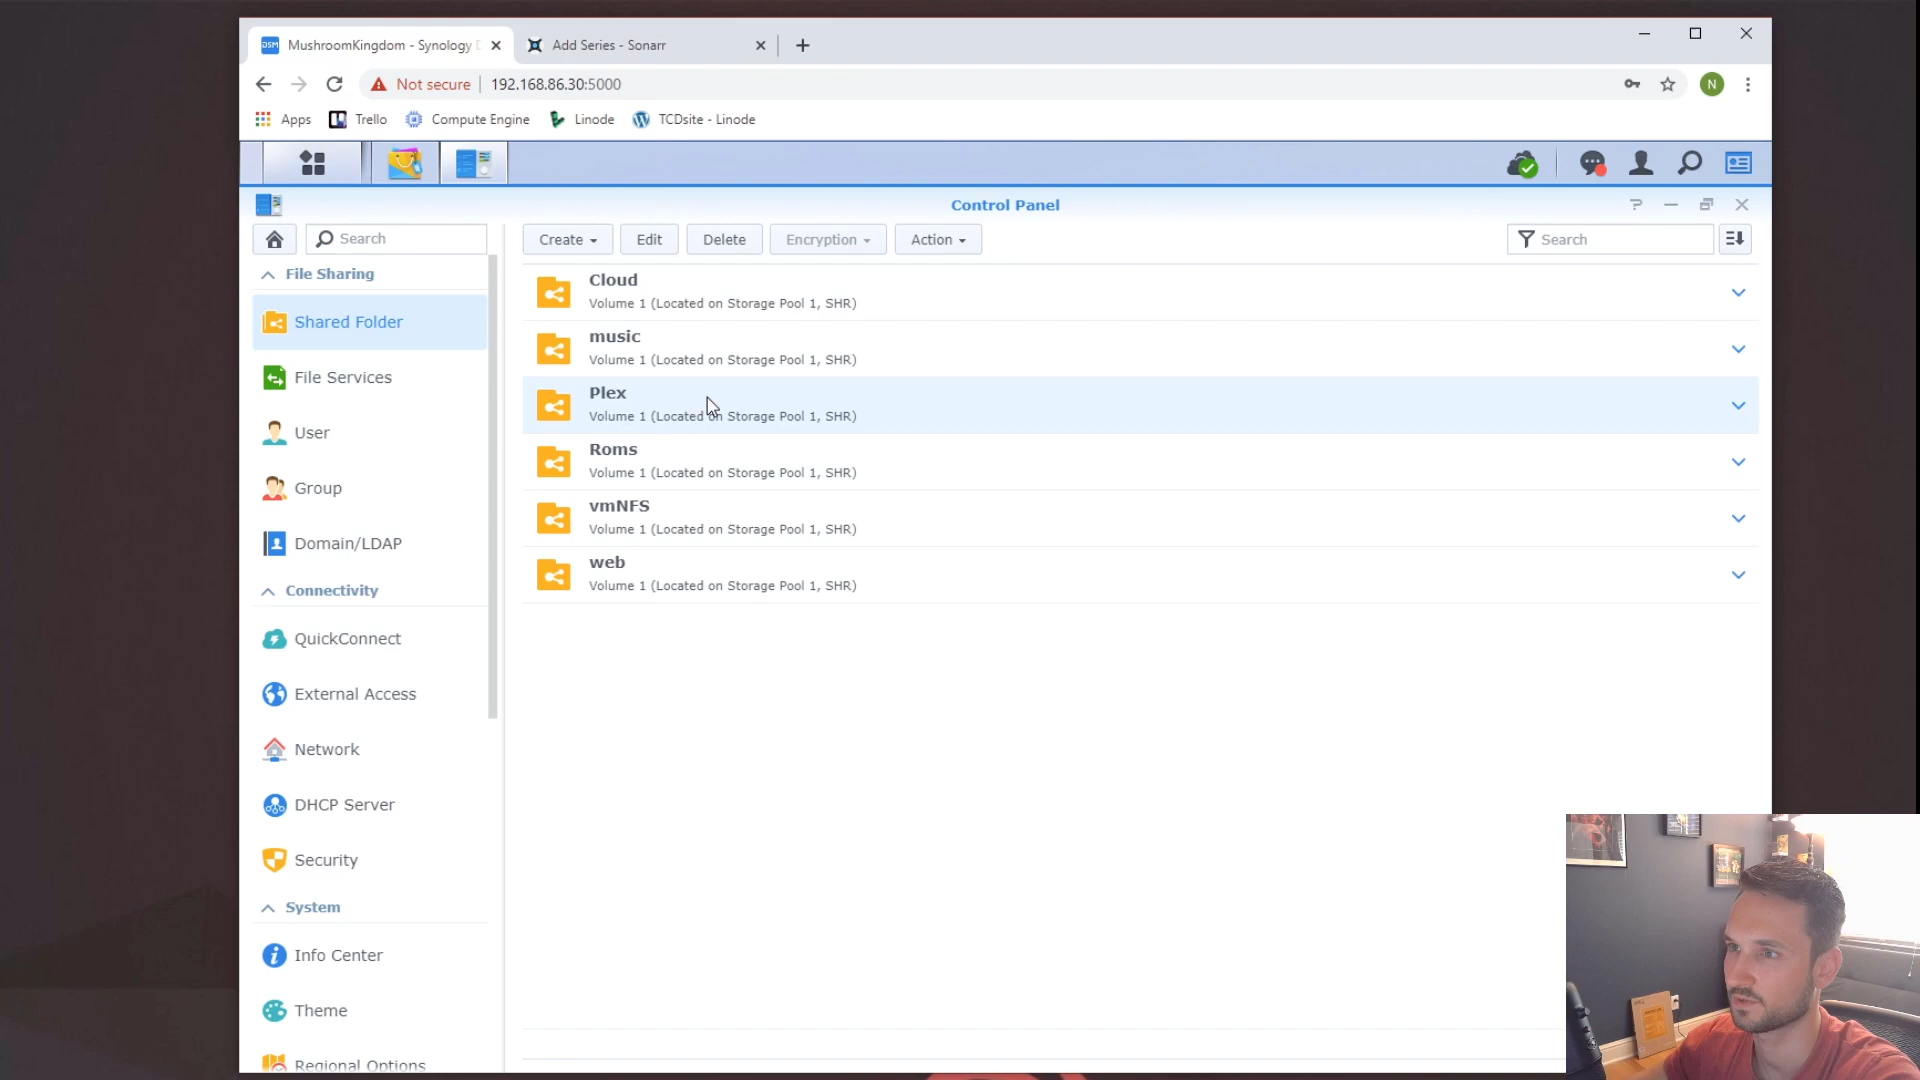 DSM MushroomKingdom - Synology D
Add Series - Sonarr
Not secure 192.168.86.30:5000
N
Apps Trello Compute Engine Linode TCDsite - Linode
Control Panel
Search
Create Edit Delete Encryption Action
Search
File Sharing
Shared Folder
File Services
User
Group
Domain/LDAP
Connectivity
QuickConnect
External Access
Network
DHCP Server
Security
System
Info Center
Theme
Regional Options
Cloud
Volume 1 (Located on Storage Pool 1, SHR)
music
Volume 1 (Located on Storage Pool 1, SHR)
Plex
Volume 1 (Located on Storage Pool 1, SHR)
Roms
Volume 1 (Located on Storage Pool 1, SHR)
vmNFS
Volume 1 (Located on Storage Pool 1, SHR)
web
Volume 1 (Located on Storage Pool 1, SHR)